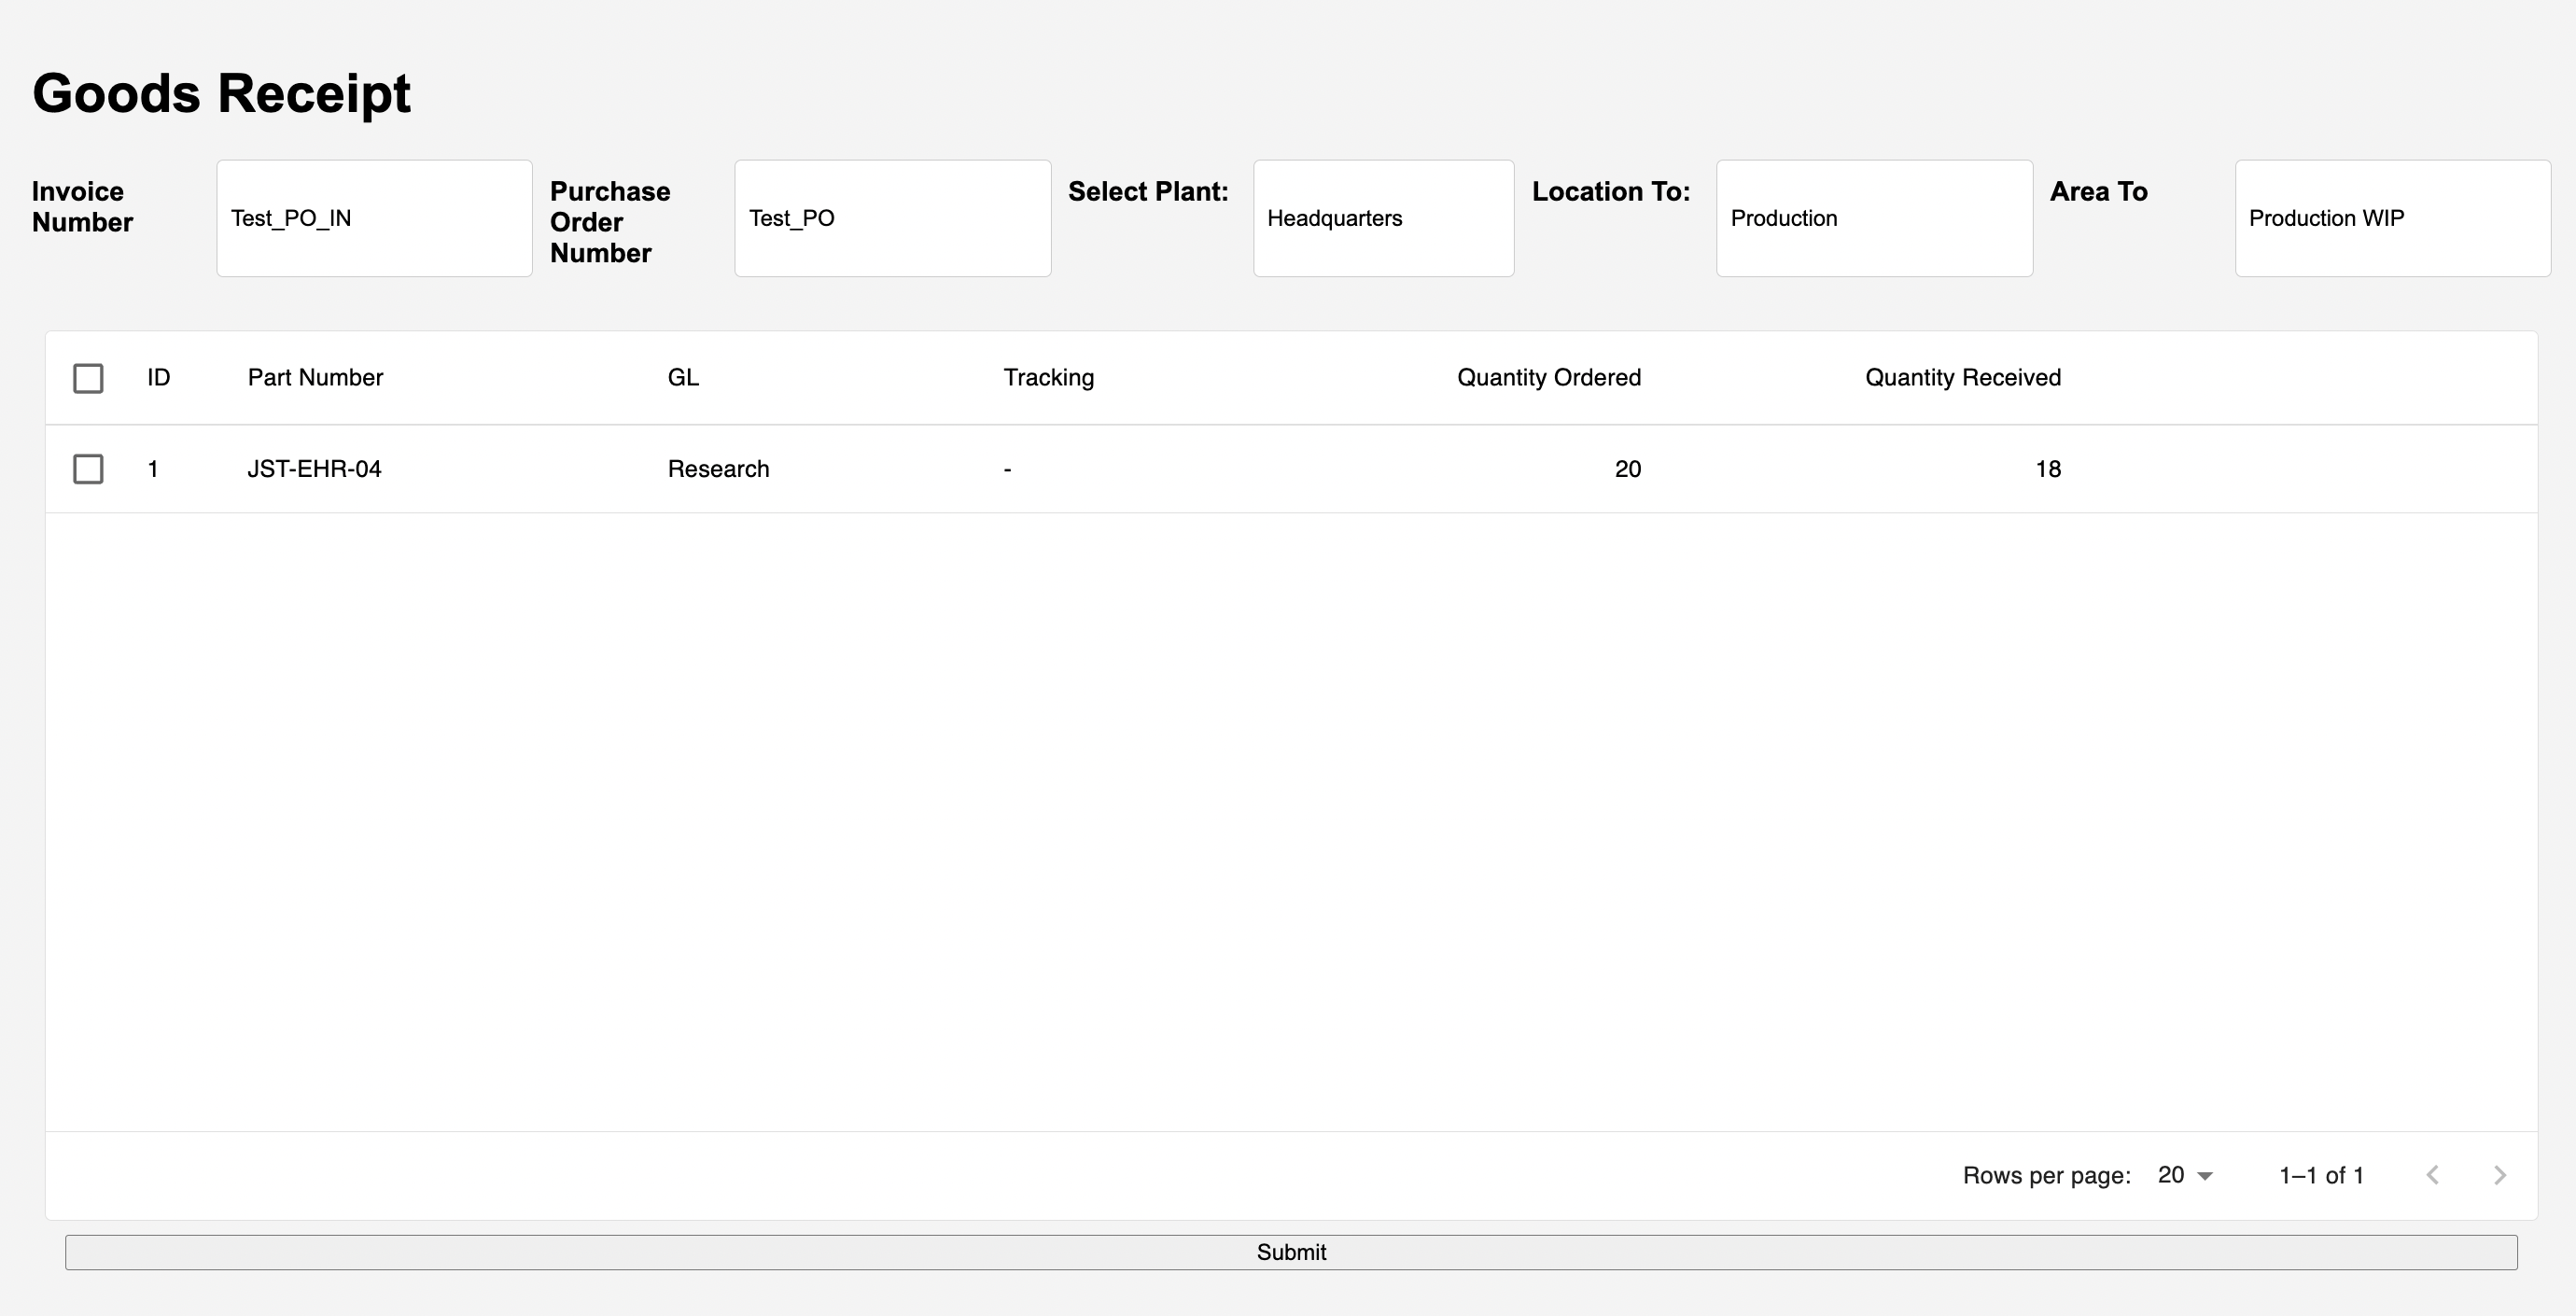 Goods Receipt
Invoice
Number
Test_PO_IN
Purchase
Order
Number
Test_PO
Select Plant:
Headquarters
Location To:
Production
Area To
Production WIP
ID Part Number GL Tracking Quantity Ordered Quantity Received
1 JST-EHR-04 Research - 20 18
Rows per page: 20 1–1 of 1
Submit